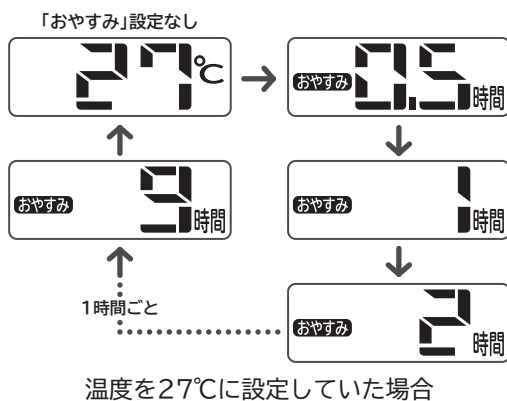 「おやすみ」設定なし
27℃
おやすみ 0.5時間
おやすみ 9時間
おやすみ 1時間
1時間ごと
おやすみ 2時間
温度を27℃に設定していた場合